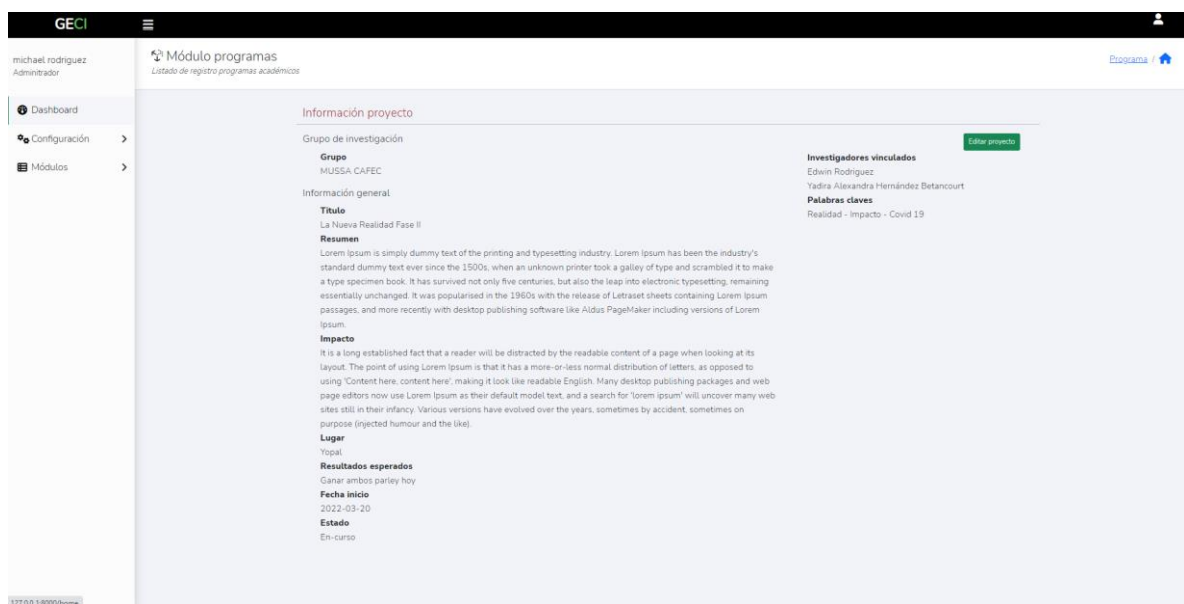 GECI
michael rodriguez
Adminitrador
Dashboard
Configuración
Módulos
Módulo programas
Listado de registro programas académicos
Programa /
Información proyecto
Grupo de investigación
Editar proyecto
Grupo
MUSSA CAFEC
Información general
Titulo
La Nueva Realidad Fase II
Resumen
Lorem Ipsum is simply dummy text of the printing and typesetting industry. Lorem Ipsum has been the industry's
standard dummy text ever since the 1500s, when an unknown printer took a galley of type and scrambled it to make
a type specimen book. It has survived not only five centuries, but also the leap into electronic typesetting, remaining
essentially unchanged. It was popularised in the 1960s with the release of Letraset sheets containing Lorem Ipsum
passages, and more recently with desktop publishing software like Aldus PageMaker including versions of Lorem
Ipsum.
Impacto
It is a long established fact that a reader will be distracted by the readable content of a page when looking at its
layout. The point of using Lorem Ipsum is that it has a more-or-less normal distribution of letters, as opposed to
using 'Content here, content here', making it look like readable English. Many desktop publishing packages and web
page editors now use Lorem Ipsum as their default model text, and a search for 'lorem ipsum' will uncover many web
sites still in their infancy. Various versions have evolved over the years, sometimes by accident, sometimes on
purpose (injected humour and the like).
Lugar
Yopal
Resultados esperados
Ganar ambos parley hoy
Fecha inicio
2022-03-20
Estado
En-curso
Investigadores vinculados
Edwin Rodriguez
Yadira Alexandra Hernández Betancourt
Palabras claves
Realidad - Impacto - Covid 19
127.0.0.1:8000/home